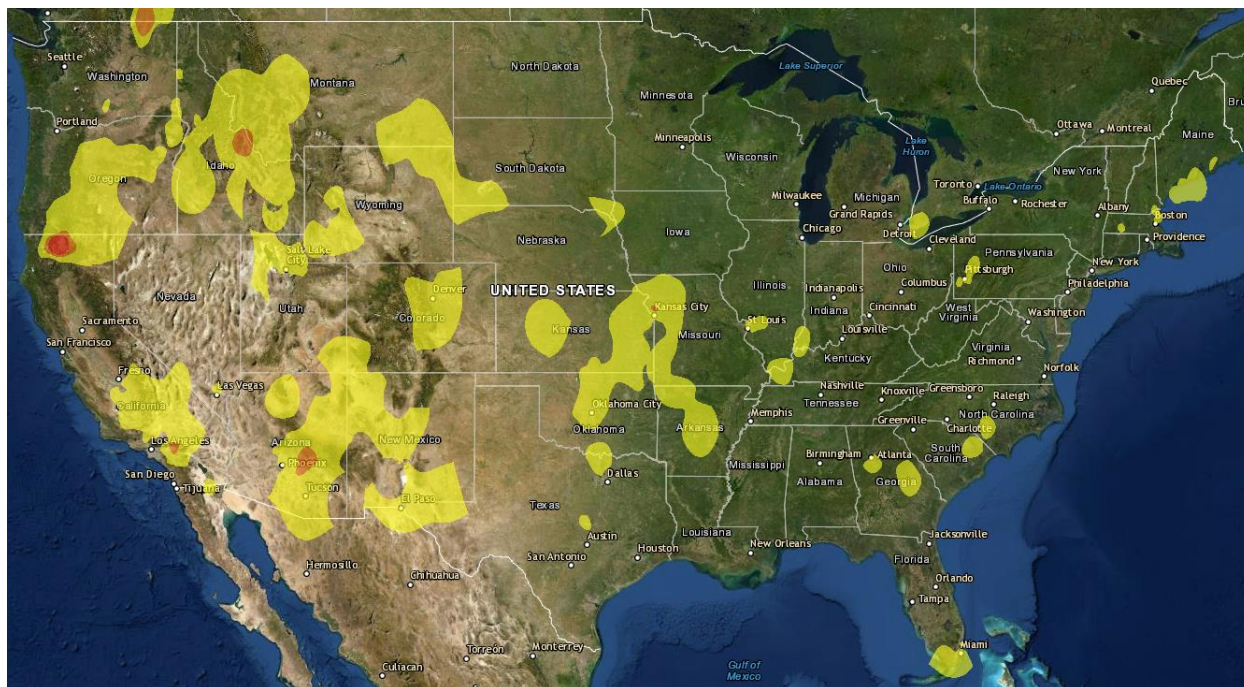 Seattle
Washington
Montana
North Dakota
Minnesota
Lake Superior
Quebec
Portland
Ottawa
Montreal
Maine
Minneapolis
Wisconsin
Lake
Huron
Oregon
Idaho
South Dakota
Wyoming
Toronto
Lake Ontario
New York
Milwaukee
Michigan
Grand Rapids
Buffalo
Rochester
Albany
Boston
Nebraska
Iowa
Chicago
Detroit
Cleveland
Providence
Salt Lake
City
Pennsylvania
Pittsburgh
New York
Nevada
Utah
Denver
Colorado
UNITED STATES
Illinois
Indianapolis
Indiana
Ohio
Columbus
Philadelphia
Sacramento
San Francisco
Kansas City
Kansas
Missouri
St Louis
Cincinnati
Louisville
West
Virginia
Washington
Kentucky
Virginia
Richmond
Fresno
Las Vegas
Nashville
Tennessee
Knoxville
Greensboro
Raleigh
Norfolk
California
Oklahoma City
Oklahoma
Arkansas
Memphis
Greenville
North Carolina
Charlotte
Los Angeles
Arizona
New Mexico
Phoenix
Birmingham
Atlanta
South
Carolina
San Diego
Tijuana
Tucson
El Paso
Dallas
Mississippi
Alabama
Georgia
Texas
Louisiana
Austin
San Antonio
Houston
New Orleans
Jacksonville
Florida
Hermosillo
Chihuahua
Orlando
Tampa
Miami
Culiacan
Torreón
Monterrey
Gulf of
Mexico